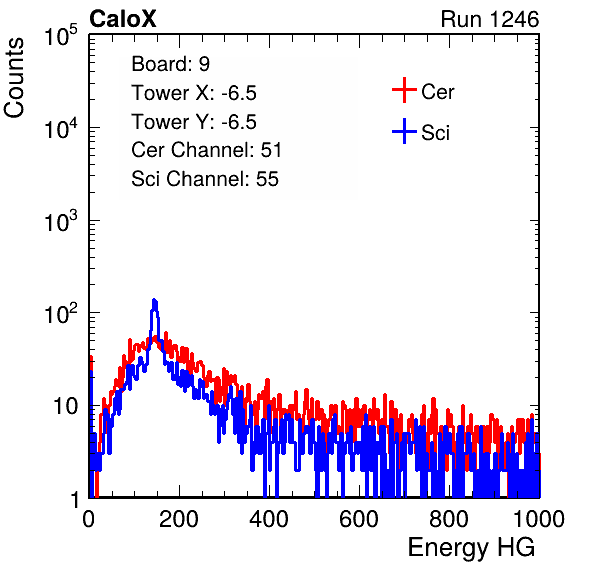 CaloX Run 1246
Counts
10^5
10^4
10^3
10^2
10
1
Board: 9
Tower X: -6.5
Tower Y: -6.5
Cer Channel: 51
Sci Channel: 55
Cer
Sci
0 200 400 600 800 1000
Energy HG